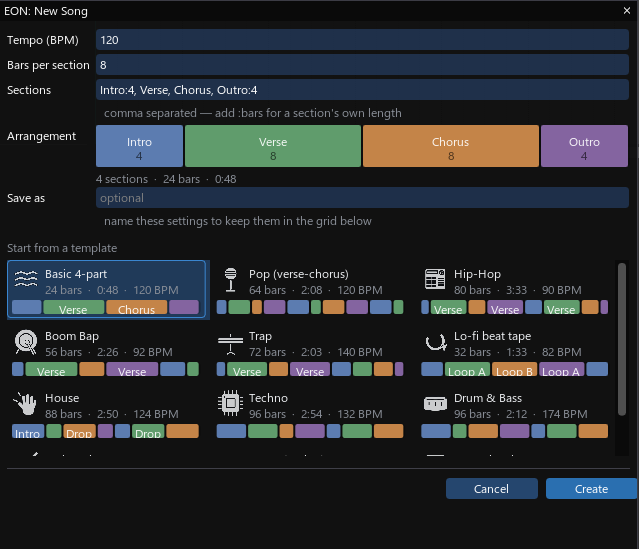 EON: New Song
Tempo (BPM) 120
Bars per section 8
Sections Intro:4, Verse, Chorus, Outro:4
comma separated — add :bars for a section's own length
Arrangement Intro Verse Chorus Outro
4 8 8 4
4 sections · 24 bars · 0:48
Save as optional
name these settings to keep them in the grid below
Start from a template
Basic 4-part Pop (verse-chorus) Hip-Hop
24 bars · 0:48 · 120 BPM 64 bars · 2:08 · 120 BPM 80 bars · 3:33 · 90 BPM
Verse Chorus Verse Verse Verse
Boom Bap Trap Lo-fi beat tape
56 bars · 2:26 · 92 BPM 72 bars · 2:03 · 140 BPM 32 bars · 1:33 · 82 BPM
Verse Verse Verse Verse Loop A Loop B Loop A
House Techno Drum & Bass
88 bars · 2:50 · 124 BPM 96 bars · 2:54 · 132 BPM 96 bars · 2:12 · 174 BPM
Intro Drop Drop
Cancel Create